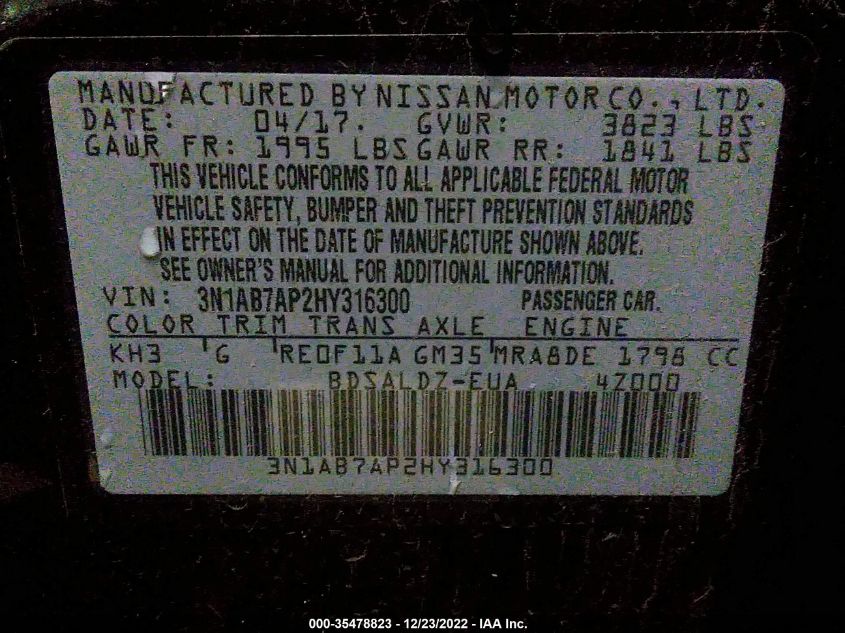 MANUFACTURED BY NISSAN MOTOR CO., LTD.
DATE: 04/17. GVWR: 3823 LBS
GAWR FR: 1995 LBS GAWR RR: 1841 LBS
THIS VEHICLE CONFORMS TO ALL APPLICABLE FEDERAL MOTOR
VEHICLE SAFETY, BUMPER AND THEFT PREVENTION STANDARDS
IN EFFECT ON THE DATE OF MANUFACTURE SHOWN ABOVE.
SEE OWNER'S MANUAL FOR ADDITIONAL INFORMATION.
VIN: 3N1AB7AP2HY316300 PASSENGER CAR.
COLOR TRIM TRANS AXLE ENGINE
KH3 G RE0F11A GM35 MRA8DE 1798 CC
MODEL: BDSALDZ-EUA 4Z000
3N1AB7AP2HY316300
000-35478823 - 12/23/2022 - IAA Inc.